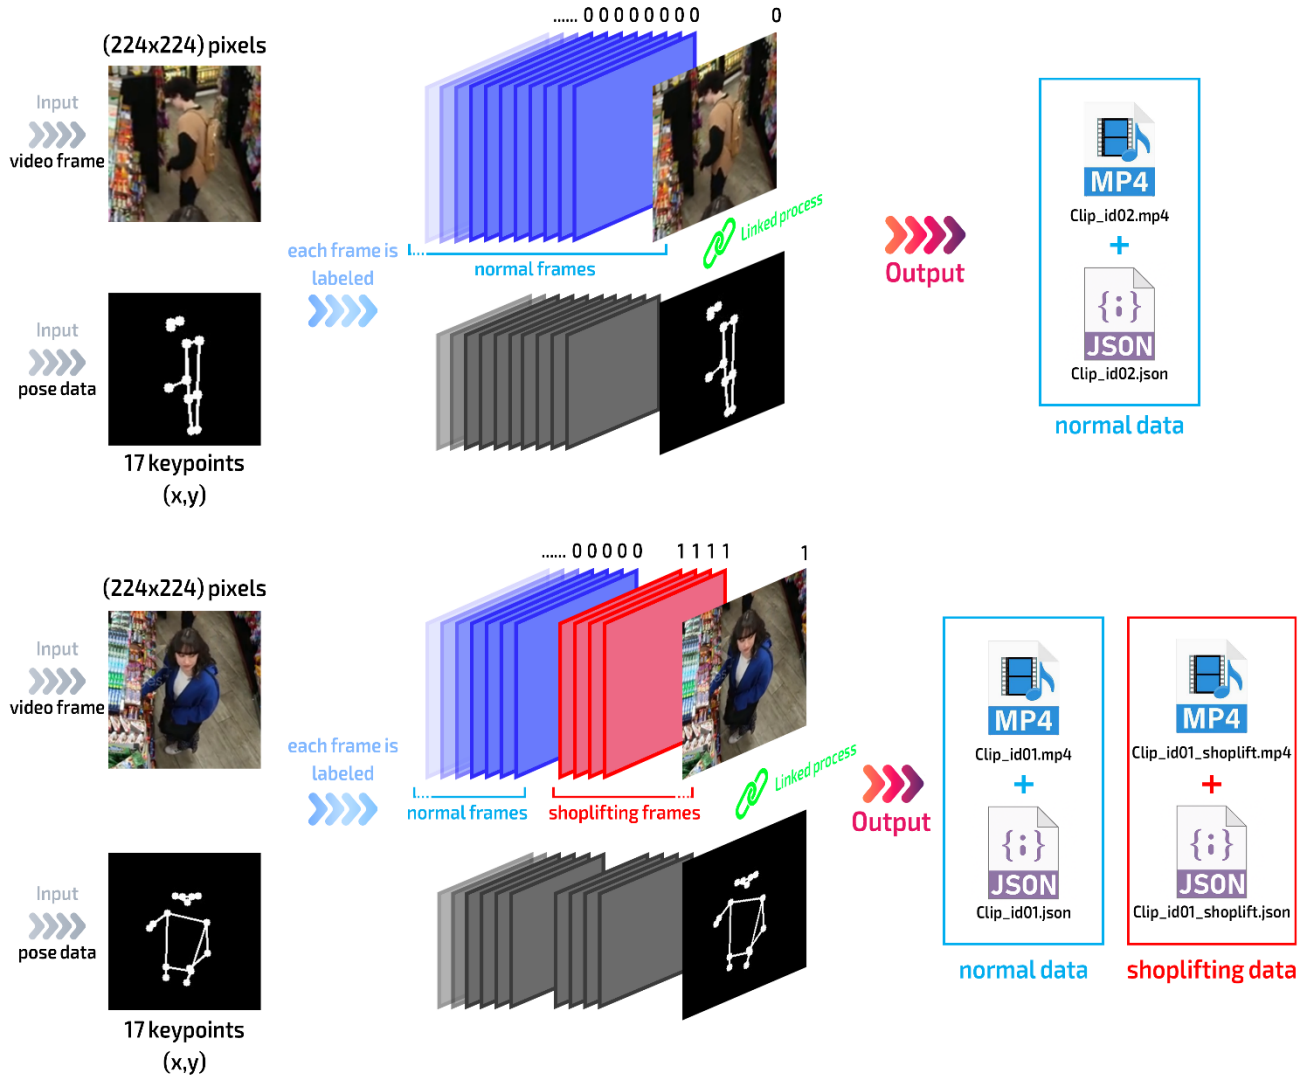 ...... 0 0 0 0 0 0 0 0 0
(224x224) pixels
Input
video frame
Linked process
each frame is
labeled
normal frames
Output
MP4
Clip_id02.mp4
+
{;}
JSON
Clip_id02.json
normal data
Input
pose data
17 keypoints
(x,y)
...... 0 0 0 0 0 1 1 1 1 1
(224x224) pixels
Input
video frame
each frame is
labeled
normal frames
shoplifting frames
Linked process
Output
MP4
Clip_id01.mp4
+
{;}
JSON
Clip_id01.json
normal data
MP4
Clip_id01_shoplift.mp4
+
{;}
JSON
Clip_id01_shoplift.json
shoplifting data
Input
pose data
17 keypoints
(x,y)